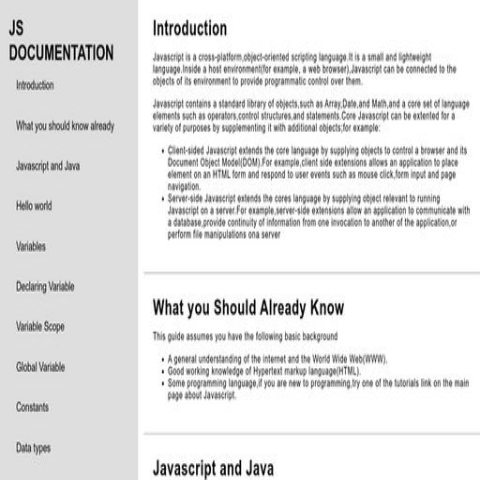 JS
DOCUMENTATION
Introduction
What you should know already
Javascript and Java
Hello world
Variables
Declaring Variable
Variable Scope
Global Variable
Constants
Data types
Introduction
Javascript is a cross-platform,object-oriented scripting language.It is a small and lightweight
language.Inside a host environment(for example, a web browser),Javascript can be connected to the
objects of its environment to provide programmatic control over them.
Javascript contains a standard library of objects,such as Array,Date,and Math,and a core set of language
elements such as operators,control structures,and statements.Core Javascript can be extented for a
variety of purposes by supplementing it with additional objects;for example:
• Client-sided Javascript extends the core language by supplying objects to control a browser and its
Document Object Model(DOM).For example,client side extensions allows an application to place
element on an HTML form and respond to user events such as mouse click,form input and page
navigation.
• Server-side Javascript extends the cores language by supplying object relevant to running
Javascript on a server.For example,server-side extensions allow an application to communicate with
a database,provide continuity of information from one invocation to another of the application,or
perform file manipulations ona server
What you Should Already Know
This guide assumes you have the following basic background
• A general understanding of the internet and the World Wide Web(WWW).
• Good working knowledge of Hypertext markup language(HTML).
• Some programming language,if you are new to programming,try one of the tutorials link on the main
page about Javascript.
Javascript and Java